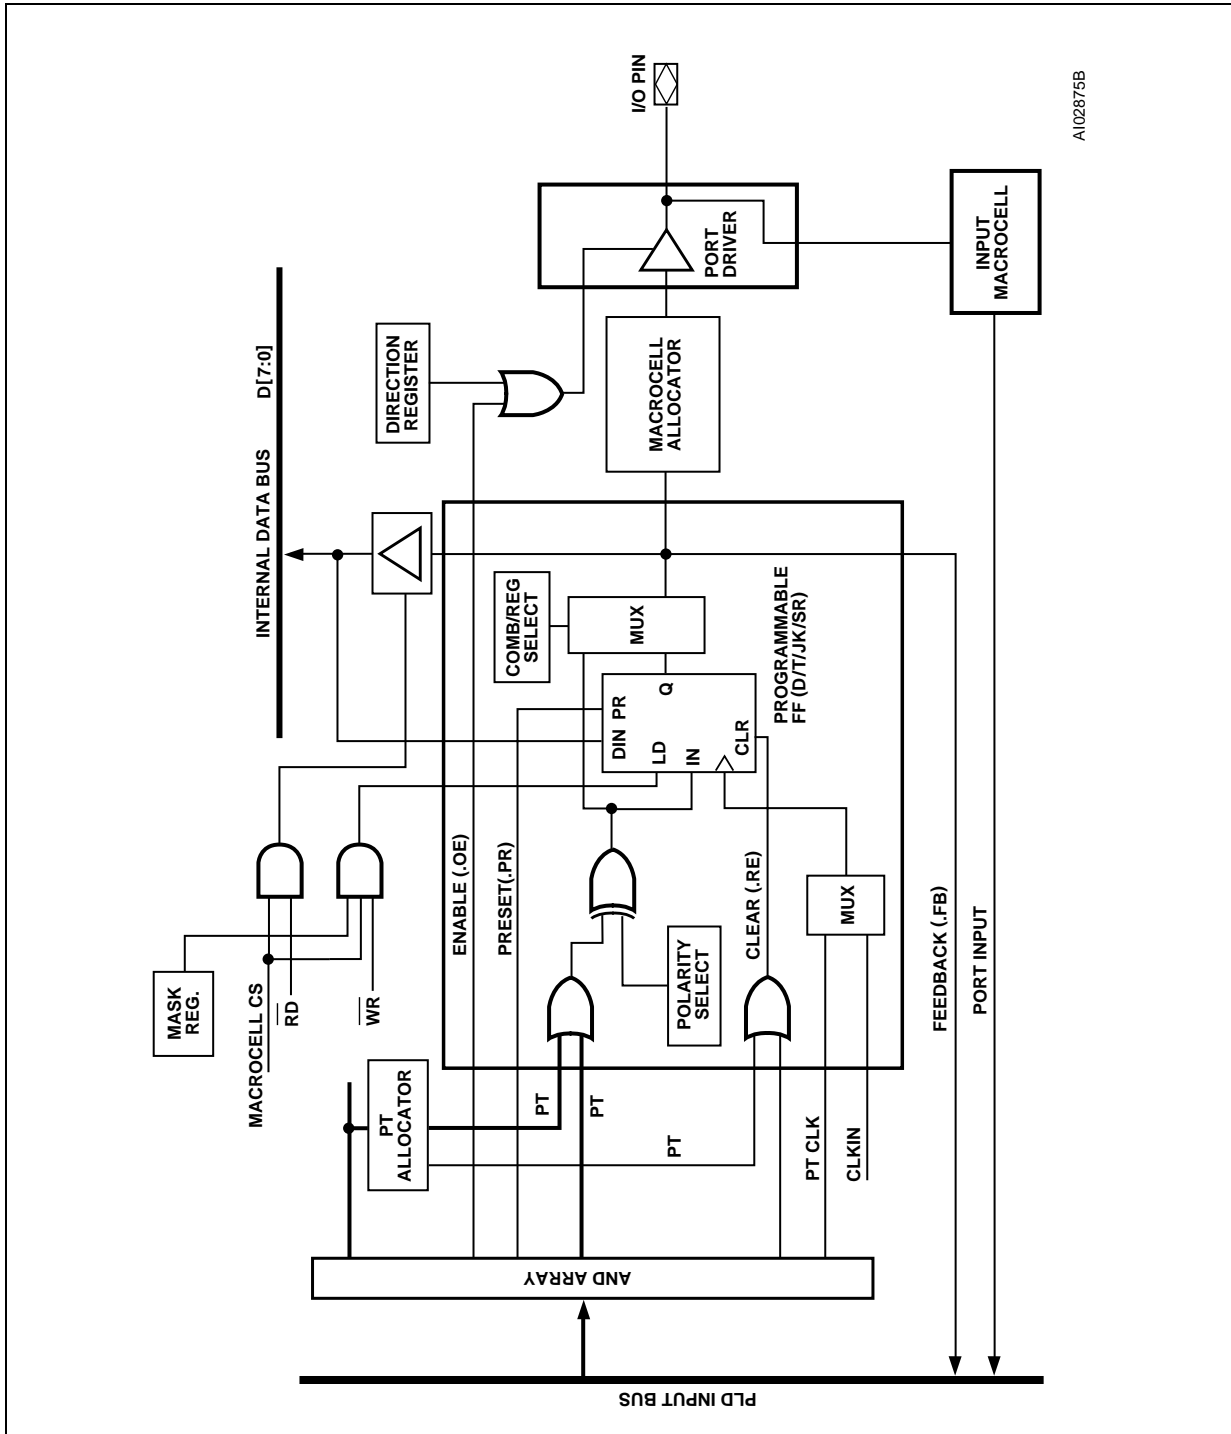 MASK
REG.
MACROCELL CS
RD
WR
INTERNAL DATA BUS D[7:0]
DIRECTION
REGISTER
PT
ALLOCATOR
ENABLE (.OE)
PRESET(.PR)
COMB/REG
SELECT
PT
PT
PT
MUX
DIN PR
LD
IN
Q
CLR
POLARITY
SELECT
PROGRAMMABLE
FF (D/T/JK/SR)
CLEAR (.RE)
MUX
PT CLK
CLKIN
MACROCELL
ALLOCATOR
PORT
DRIVER
I/O PIN
INPUT
MACROCELL
FEEDBACK (.FB)
PORT INPUT
AND ARRAY
PLD INPUT BUS
AI02875B